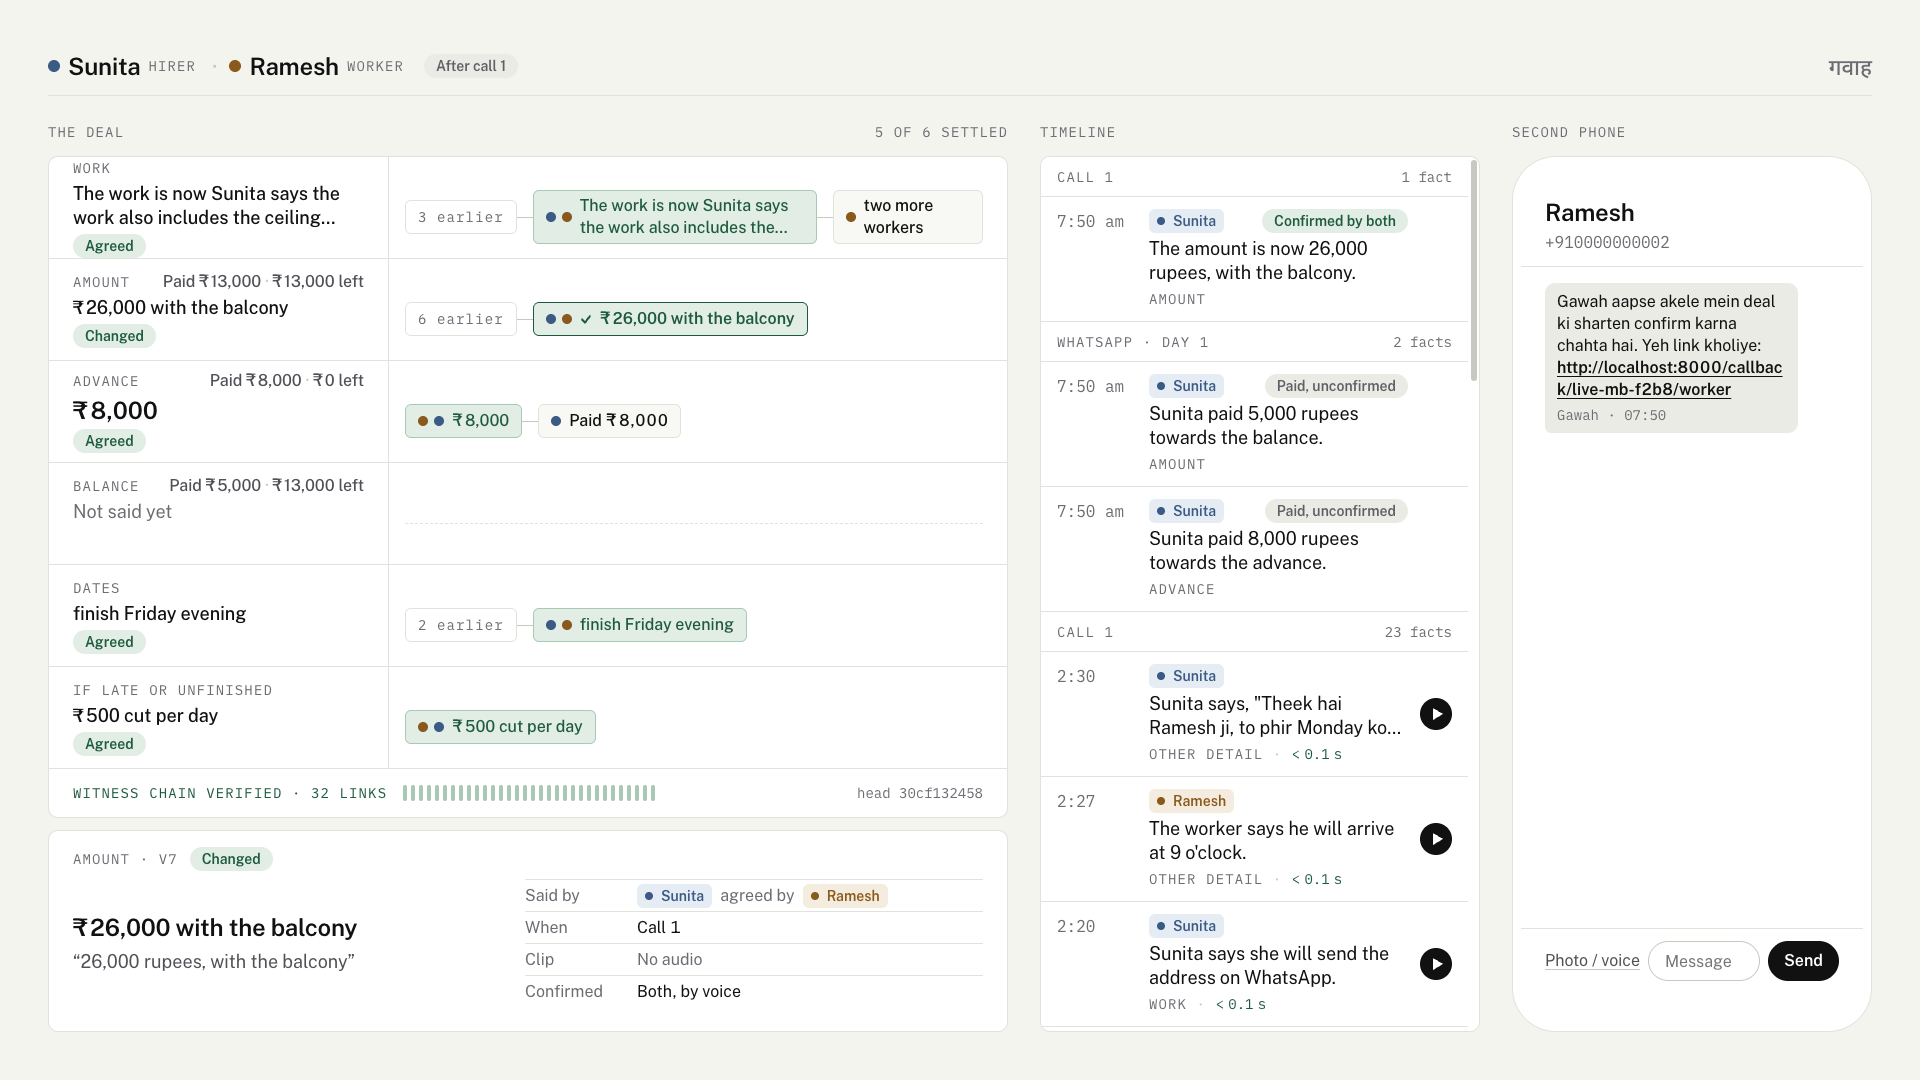 Sunita HIRER · Ramesh WORKER After call 1
गवाह
THE DEAL
5 OF 6 SETTLED
WORK
The work is now Sunita says the
work also includes the ceiling...
Agreed
3 earlier
The work is now Sunita says
the work also includes the...
two more
workers
AMOUNT Paid ₹13,000 · ₹13,000 left
₹26,000 with the balcony
Changed
6 earlier
✓ ₹26,000 with the balcony
ADVANCE Paid ₹8,000 · ₹0 left
₹8,000
Agreed
₹8,000
Paid ₹8,000
BALANCE Paid ₹5,000 · ₹13,000 left
Not said yet
DATES
finish Friday evening
Agreed
2 earlier
finish Friday evening
IF LATE OR UNFINISHED
₹500 cut per day
Agreed
₹500 cut per day
WITNESS CHAIN VERIFIED · 32 LINKS
head 30cf132458
AMOUNT · V7 Changed
₹26,000 with the balcony
“26,000 rupees, with the balcony”
Said by Sunita agreed by Ramesh
When Call 1
Clip No audio
Confirmed Both, by voice
TIMELINE
CALL 1 1 fact
7:50 am Sunita Confirmed by both
The amount is now 26,000
rupees, with the balcony.
AMOUNT
WHATSAPP · DAY 1 2 facts
7:50 am Sunita Paid, unconfirmed
Sunita paid 5,000 rupees
towards the balance.
AMOUNT
7:50 am Sunita Paid, unconfirmed
Sunita paid 8,000 rupees
towards the advance.
ADVANCE
CALL 1 23 facts
2:30 Sunita
Sunita says, "Theek hai
Ramesh ji, to phir Monday ko...
OTHER DETAIL · <0.1 s
2:27 Ramesh
The worker says he will arrive
at 9 o'clock.
OTHER DETAIL · <0.1 s
2:20 Sunita
Sunita says she will send the
address on WhatsApp.
WORK · <0.1 s
SECOND PHONE
Ramesh
+910000000002
Gawah aapse akele mein deal
ki sharten confirm karna
chahta hai. Yeh link kholiye:
http://localhost:8000/callbac
k/live-mb-f2b8/worker
Gawah · 07:50
Photo / voice Message Send